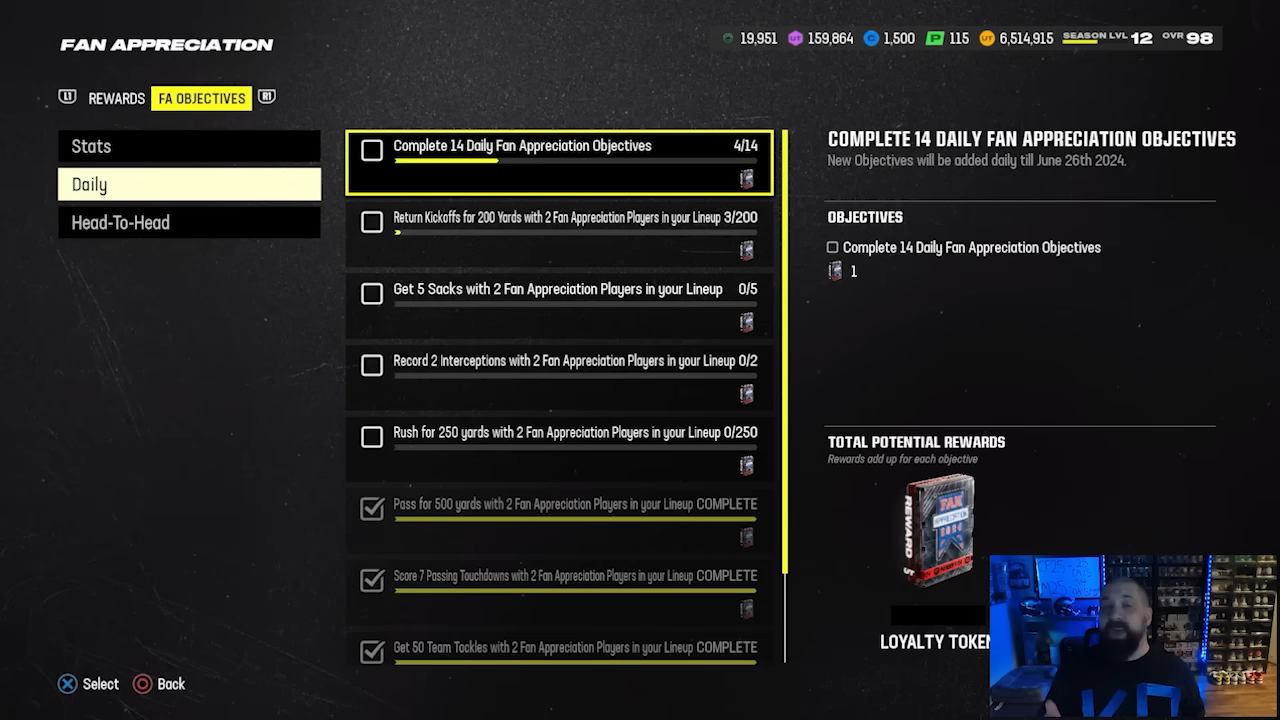 FAN APPRECIATION
19,951 159,864 1,500 115 6,514,915 SEASON LVL 12 OVR 98
L1 REWARDS FA OBJECTIVES R1
Stats
Daily
Head-To-Head
Complete 14 Daily Fan Appreciation Objectives 4/14
Return Kickoffs for 200 Yards with 2 Fan Appreciation Players in your Lineup 3/200
Get 5 Sacks with 2 Fan Appreciation Players in your Lineup 0/5
Record 2 Interceptions with 2 Fan Appreciation Players in your Lineup 0/2
Rush for 250 yards with 2 Fan Appreciation Players in your Lineup 0/250
Pass for 500 yards with 2 Fan Appreciation Players in your Lineup COMPLETE
Score 7 Passing Touchdowns with 2 Fan Appreciation Players in your Lineup COMPLETE
Get 50 Team Tackles with 2 Fan Appreciation Players in your Lineup COMPLETE
COMPLETE 14 DAILY FAN APPRECIATION OBJECTIVES
New Objectives will be added daily till June 26th 2024.
OBJECTIVES
Complete 14 Daily Fan Appreciation Objectives
1
TOTAL POTENTIAL REWARDS
Rewards add up for each objective
REWARD
FAN
APPRECIATION
2024
LOYALTY TOKEN
Select Back